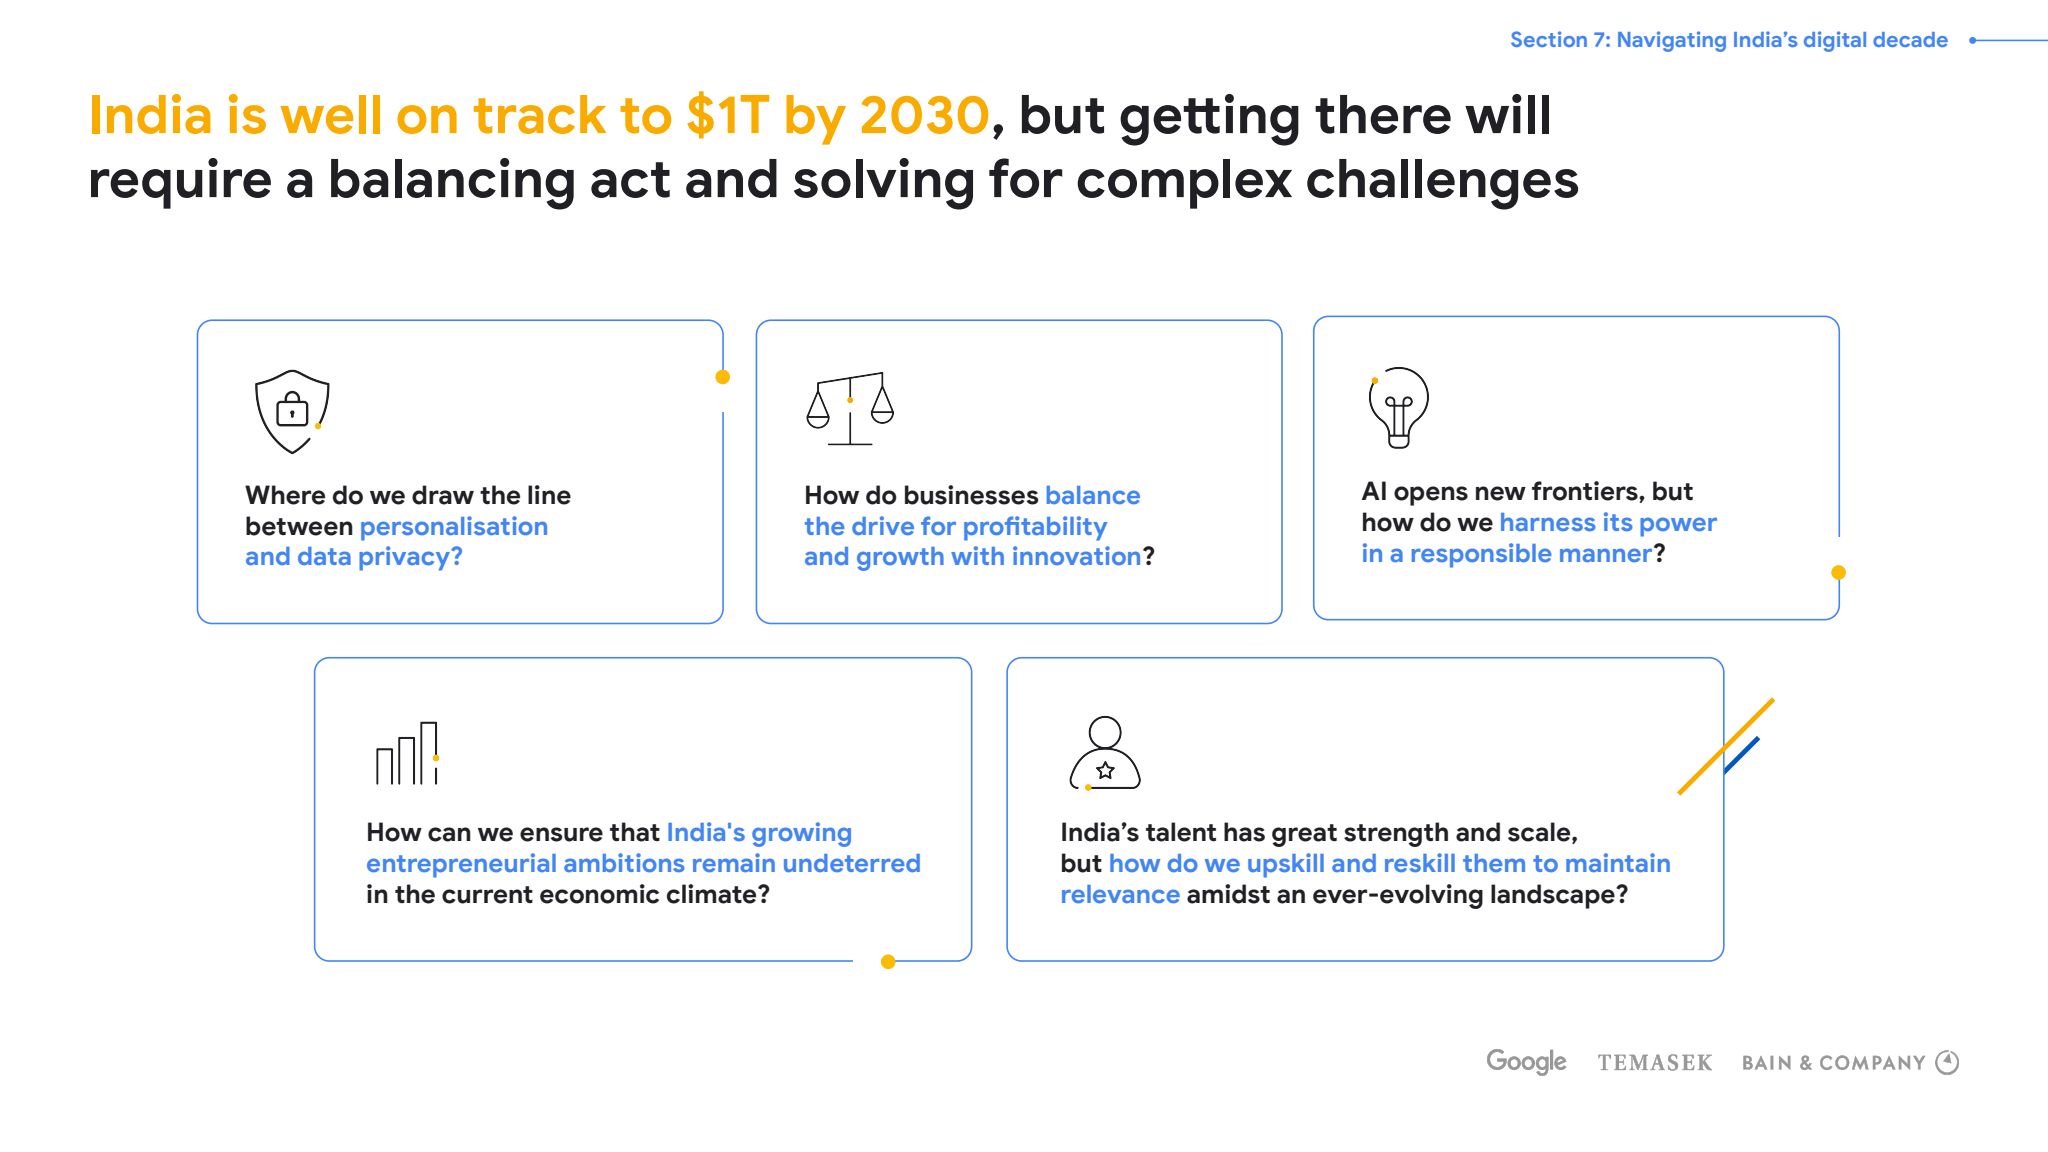 Section 7: Navigating India’s digital decade
India is well on track to $1T by 2030, but getting there will
require a balancing act and solving for complex challenges
Where do we draw the line
between personalisation
and data privacy?
How do businesses balance
the drive for profitability
and growth with innovation?
AI opens new frontiers, but
how do we harness its power
in a responsible manner?
How can we ensure that India's growing
entrepreneurial ambitions remain undeterred
in the current economic climate?
India’s talent has great strength and scale,
but how do we upskill and reskill them to maintain
relevance amidst an ever-evolving landscape?
Google TEMASEK BAIN & COMPANY